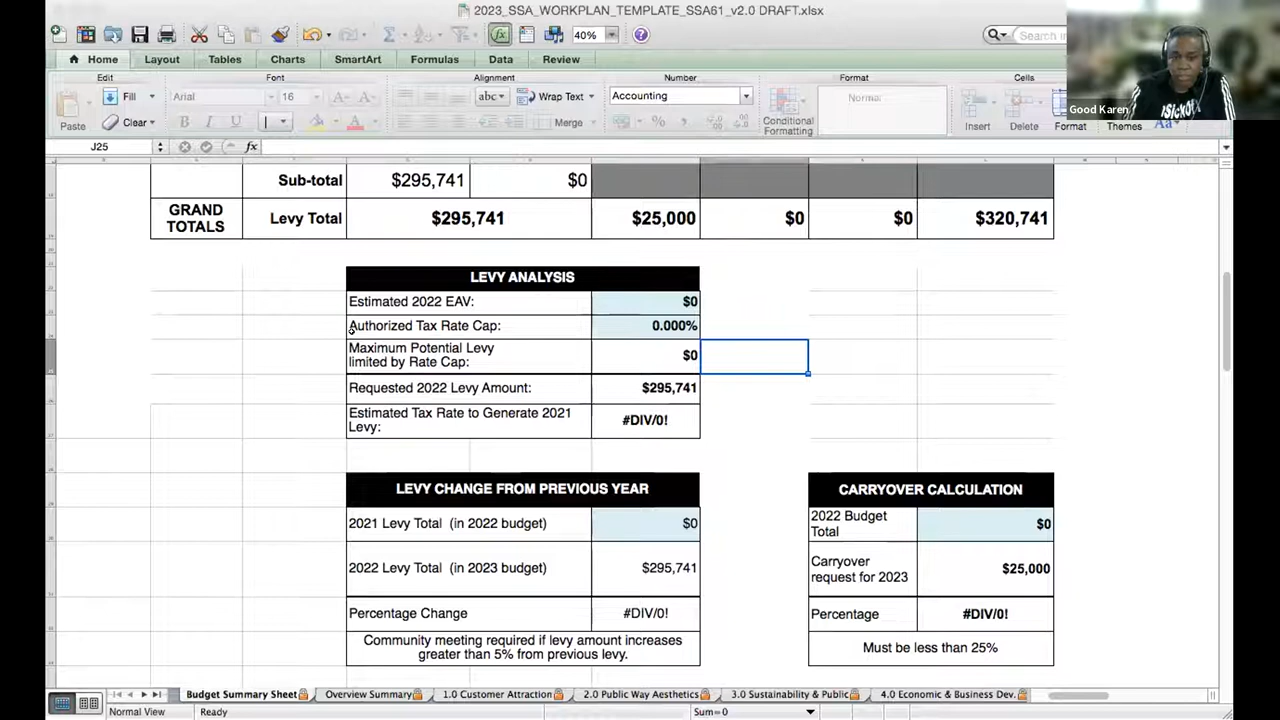 2023_SSA_WORKPLAN_TEMPLATE_SSA61_v2.0 DRAFT.xlsx
40%
Search in
Home Layout Tables Charts SmartArt Formulas Data Review
Edit Font Alignment Number Format Cells Themes
Fill Arial 16 abc Wrap Text Accounting Normal
Good Karen
Paste Clear B I U Merge % Conditional Formatting Insert Delete Format Themes Aa
J25 fx
Sub-total $295,741 $0
GRAND TOTALS Levy Total $295,741 $25,000 $0 $0 $320,741
LEVY ANALYSIS
Estimated 2022 EAV: $0
Authorized Tax Rate Cap: 0.000%
Maximum Potential Levy
limited by Rate Cap: $0
Requested 2022 Levy Amount: $295,741
Estimated Tax Rate to Generate 2021
Levy: #DIV/0!
LEVY CHANGE FROM PREVIOUS YEAR
2021 Levy Total (in 2022 budget) $0
2022 Levy Total (in 2023 budget) $295,741
Percentage Change #DIV/0!
Community meeting required if levy amount increases
greater than 5% from previous levy.
CARRYOVER CALCULATION
2022 Budget
Total $0
Carryover
request for 2023 $25,000
Percentage #DIV/0!
Must be less than 25%
Budget Summary Sheet Overview Summary 1.0 Customer Attraction 2.0 Public Way Aesthetics 3.0 Sustainability & Public 4.0 Economic & Business Dev.
Normal View Ready Sum=0